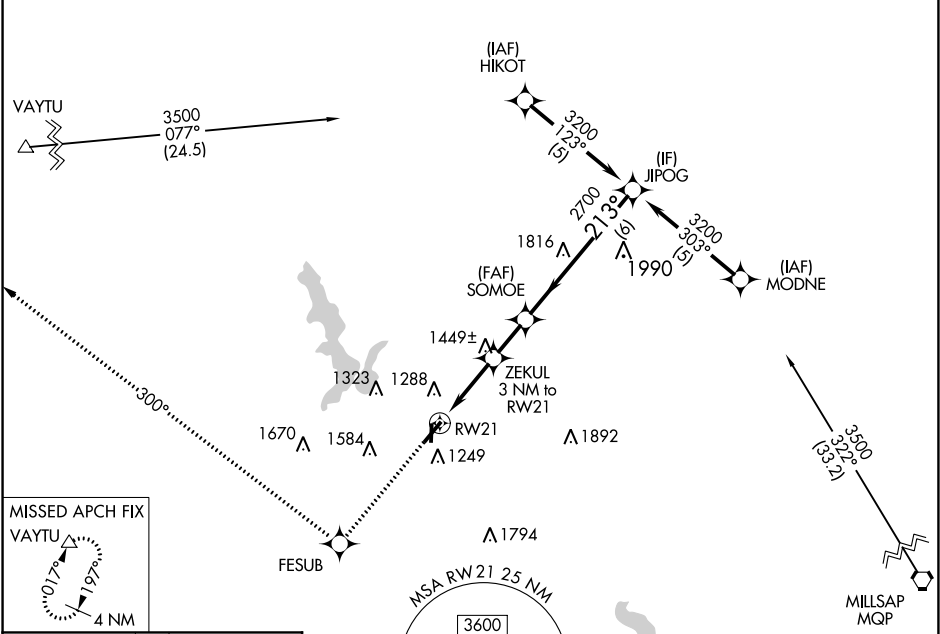 (IAF)
HIKOT
VAYTU
3500
077°
(24.5)
3200
123°
(5)
(IF)
JIPOG
2700
213°
(6)
3200
303°
(5)
1816
1990
(IAF)
MODNE
(FAF)
SOMOE
1449±
ZEKUL
3 NM to
RW21
1323
1288
300°
RW21
1670
1584
1249
1892
3500
322°
(33.2)
MISSED APCH FIX
VAYTU
017°
197°
4 NM
FESUB
1794
MSA RW21 25 NM
3600
MILLSAP
MQP